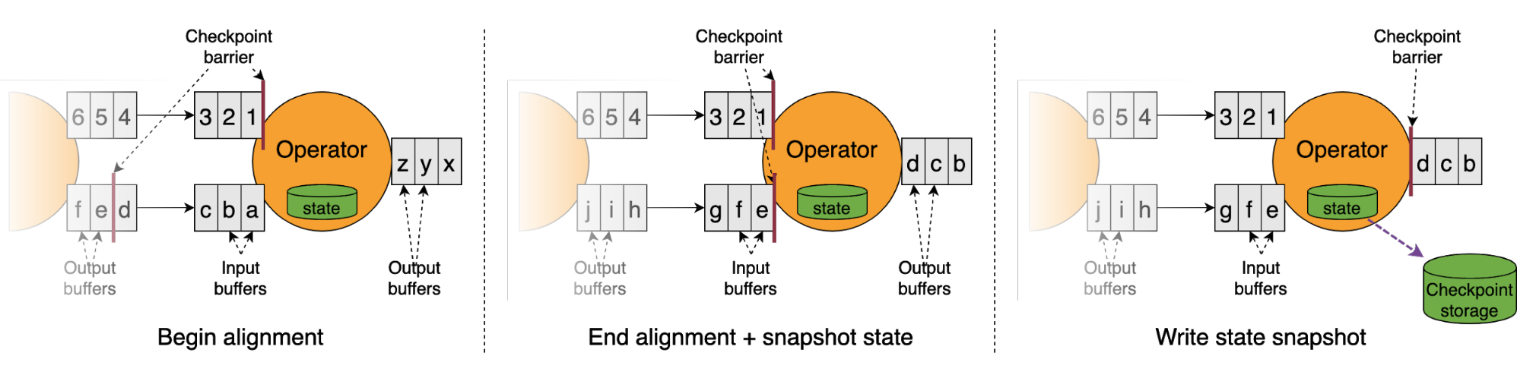 Checkpoint
barrier
6 5 4
3 2 1
Operator
z y x
f e d
c b a
state
Output
buffers
Input
buffers
Output
buffers
Begin alignment
Checkpoint
barrier
6 5 4
3 2 1
Operator
d c b
j i h
g f e
state
Output
buffers
Input
buffers
Output
buffers
End alignment + snapshot state
Checkpoint
barrier
6 5 4
3 2 1
Operator
d c b
j i h
g f e
state
Output
buffers
Input
buffers
Checkpoint
storage
Write state snapshot